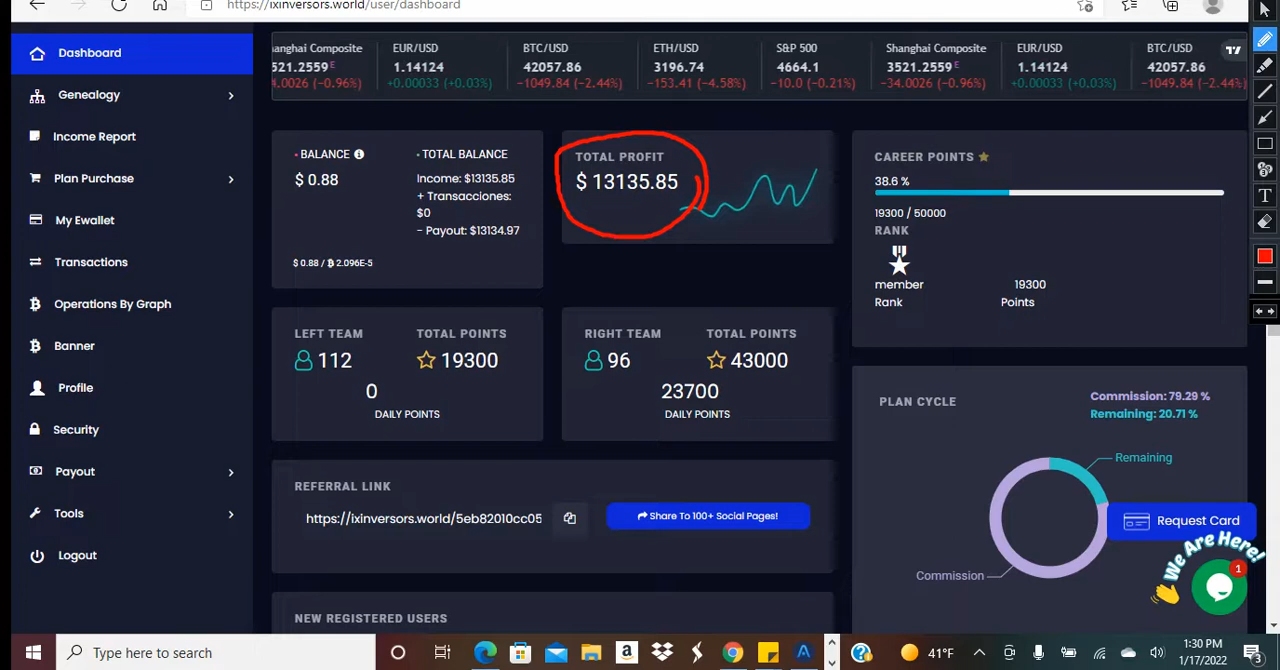 https://ixinversors.world/user/dashboard
Dashboard
Genealogy
Income Report
Plan Purchase
My Ewallet
Transactions
Operations By Graph
Banner
Profile
Security
Payout
Tools
Logout
anghai Composite EUR/USD BTC/USD ETH/USD S&P 500 Shanghai Composite EUR/USD BTC/USD
521.2559 E 1.14124 42057.86 3196.74 4664.1 3521.2559 E 1.14124 42057.86
4.0026 (−0.96%) +0.00033 (+0.03%) −1049.84 (−2.44%) −153.41 (−4.58%) −10.0 (−0.21%) −34.0026 (−0.96%) +0.00033 (+0.03%) −1049.84 (−2.44%)
BALANCE
$ 0.88
TOTAL BALANCE
Income: $13135.85
+ Transacciones:
$0
- Payout: $13134.97
$ 0.88 / ₿ 2.096E-5
TOTAL PROFIT
$ 13135.85
CAREER POINTS
38.6 %
19300 / 50000
RANK
member 19300
Rank Points
LEFT TEAM TOTAL POINTS
112 19300
0
DAILY POINTS
RIGHT TEAM TOTAL POINTS
96 43000
23700
DAILY POINTS
PLAN CYCLE
Commission: 79.29 %
Remaining: 20.71 %
Remaining
Commission
REFERRAL LINK
https://ixinversors.world/5eb82010cc05
Share To 100+ Social Pages!
Request Card
We Are Here!
1
NEW REGISTERED USERS
Type here to search
41°F
1:30 PM
1/17/2022
3